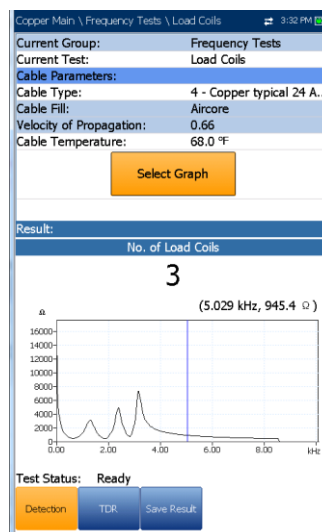 Copper Main \ Frequency Tests \ Load Coils 3:32 PM
Current Group: Frequency Tests
Current Test: Load Coils
Cable Parameters:
Cable Type: 4 - Copper typical 24 A..
Cable Fill: Aircore
Velocity of Propagation: 0.66
Cable Temperature: 68.0 ºF
Select Graph
Result:
No. of Load Coils
3
(5.029 kHz, 945.4 Ω)
Ω
16000
14000
12000
10000
8000
6000
4000
2000
0
0.00 2.00 4.00 6.00 8.00 kHz
Test Status: Ready
Detection TDR Save Result